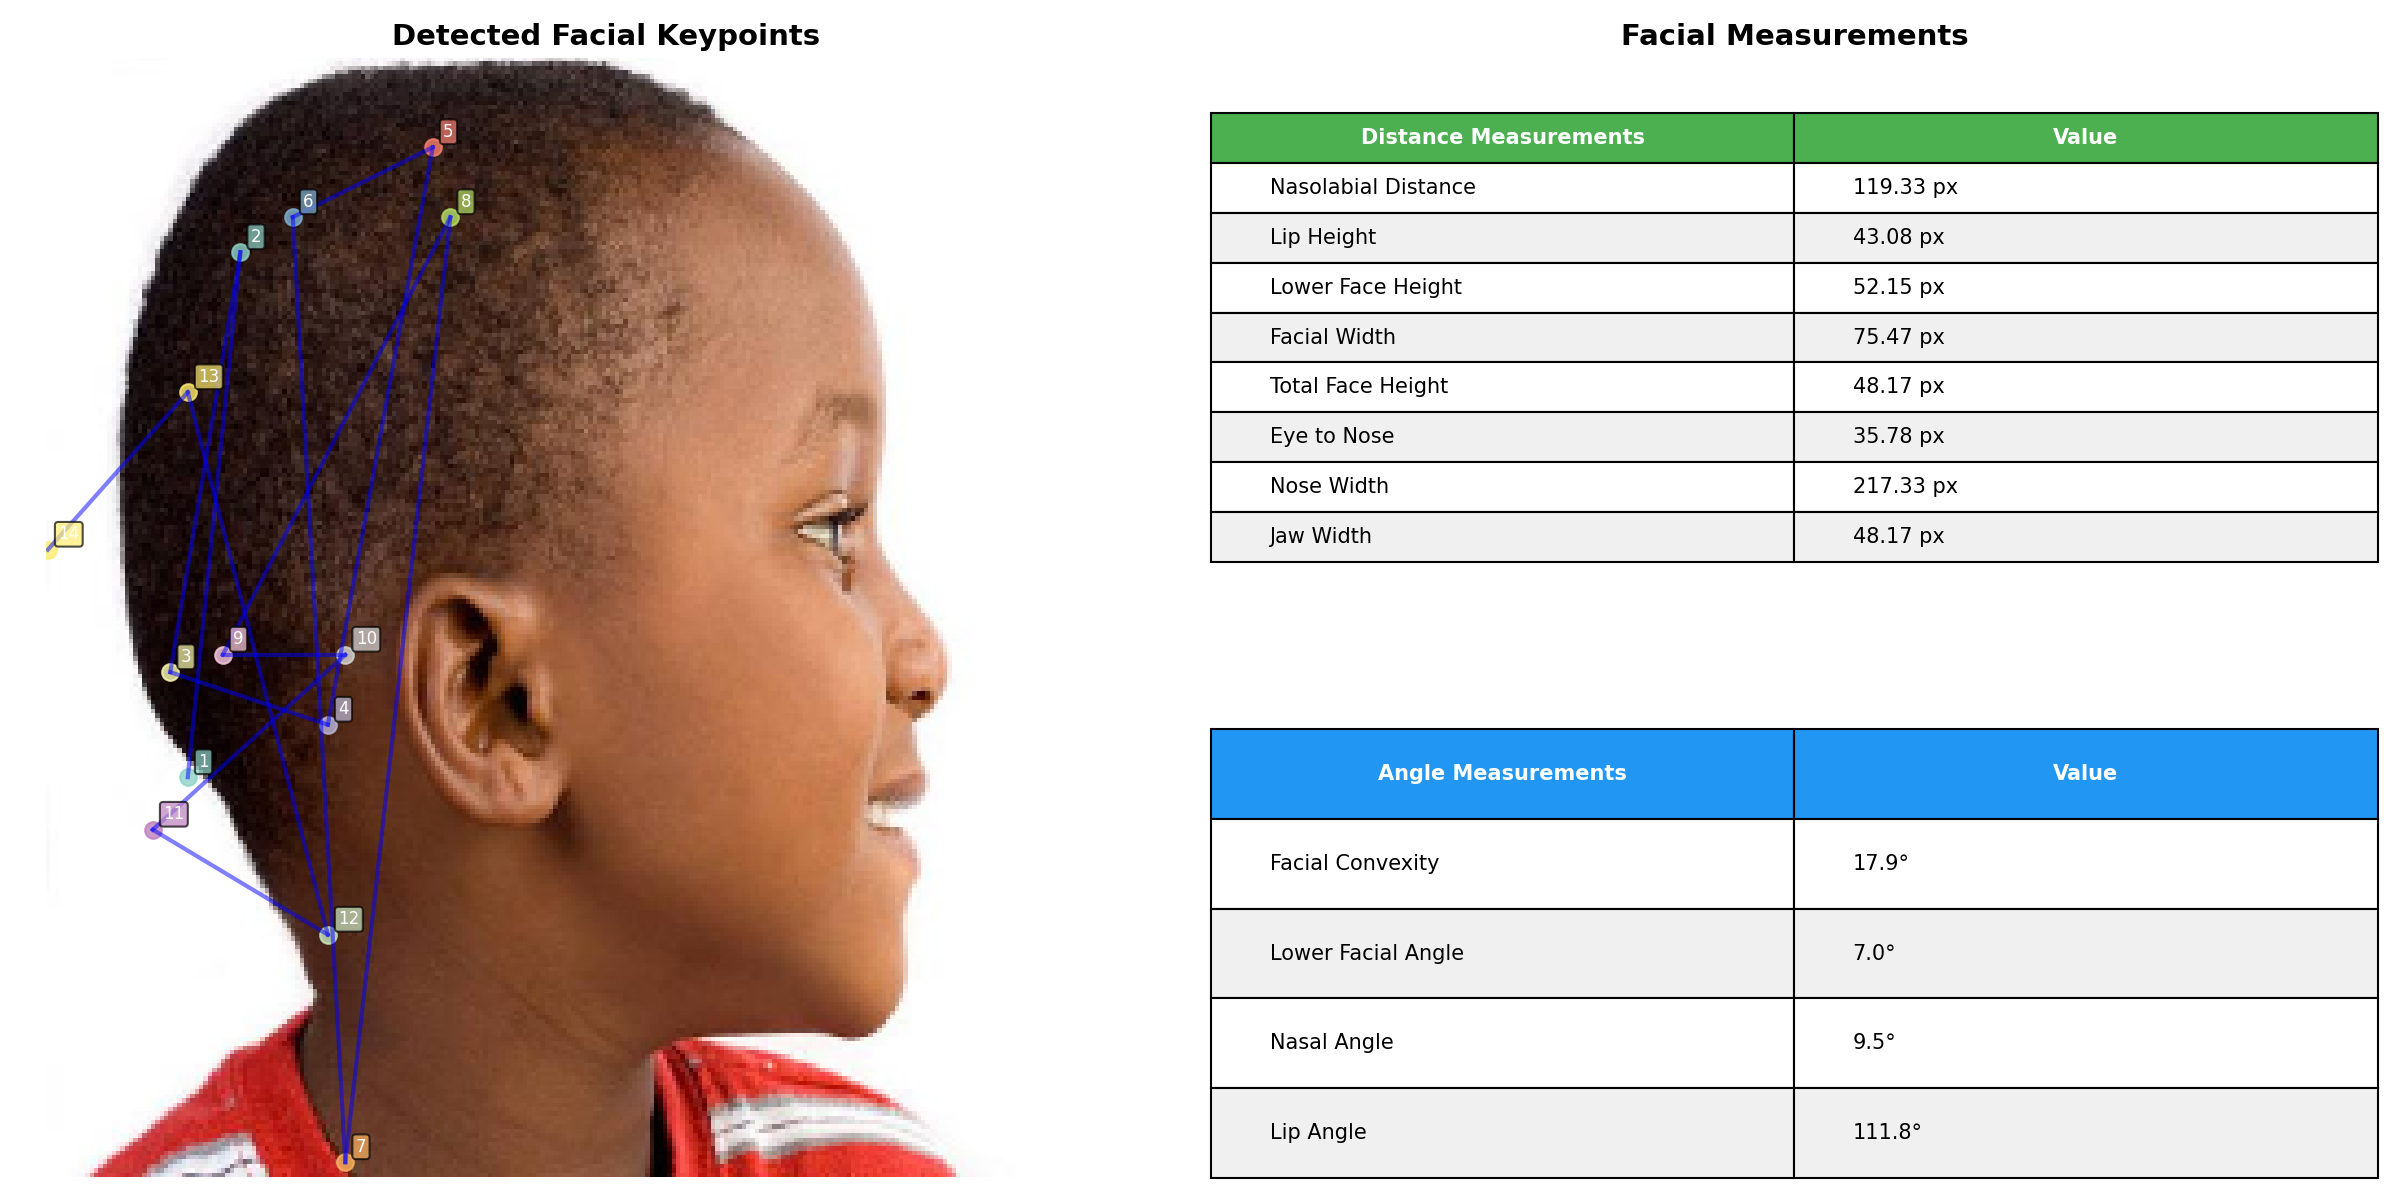 Detected Facial Keypoints
5
6
8
2
13
14
9
10
3
4
1
11
12
7
Facial Measurements
Distance Measurements Value
Nasolabial Distance 119.33 px
Lip Height 43.08 px
Lower Face Height 52.15 px
Facial Width 75.47 px
Total Face Height 48.17 px
Eye to Nose 35.78 px
Nose Width 217.33 px
Jaw Width 48.17 px
Angle Measurements Value
Facial Convexity 17.9°
Lower Facial Angle 7.0°
Nasal Angle 9.5°
Lip Angle 111.8°